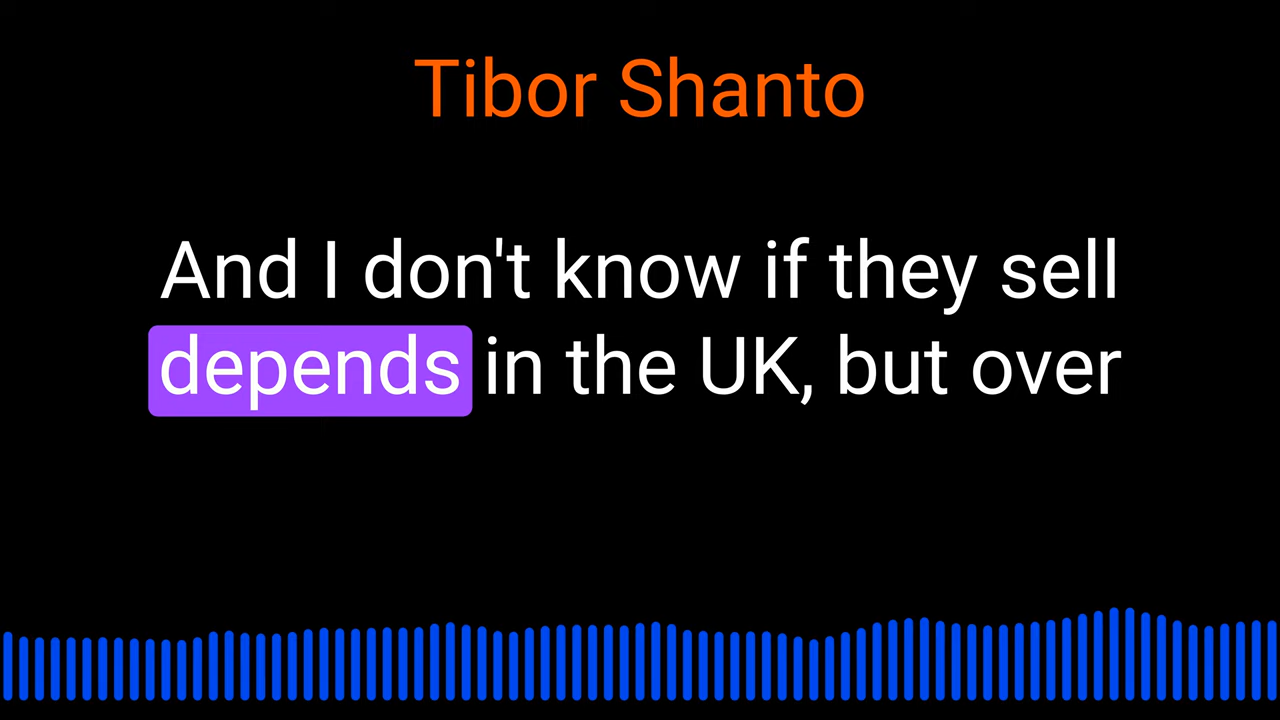 Tibor Shanto
And I don't know if they sell
depends in the UK, but over